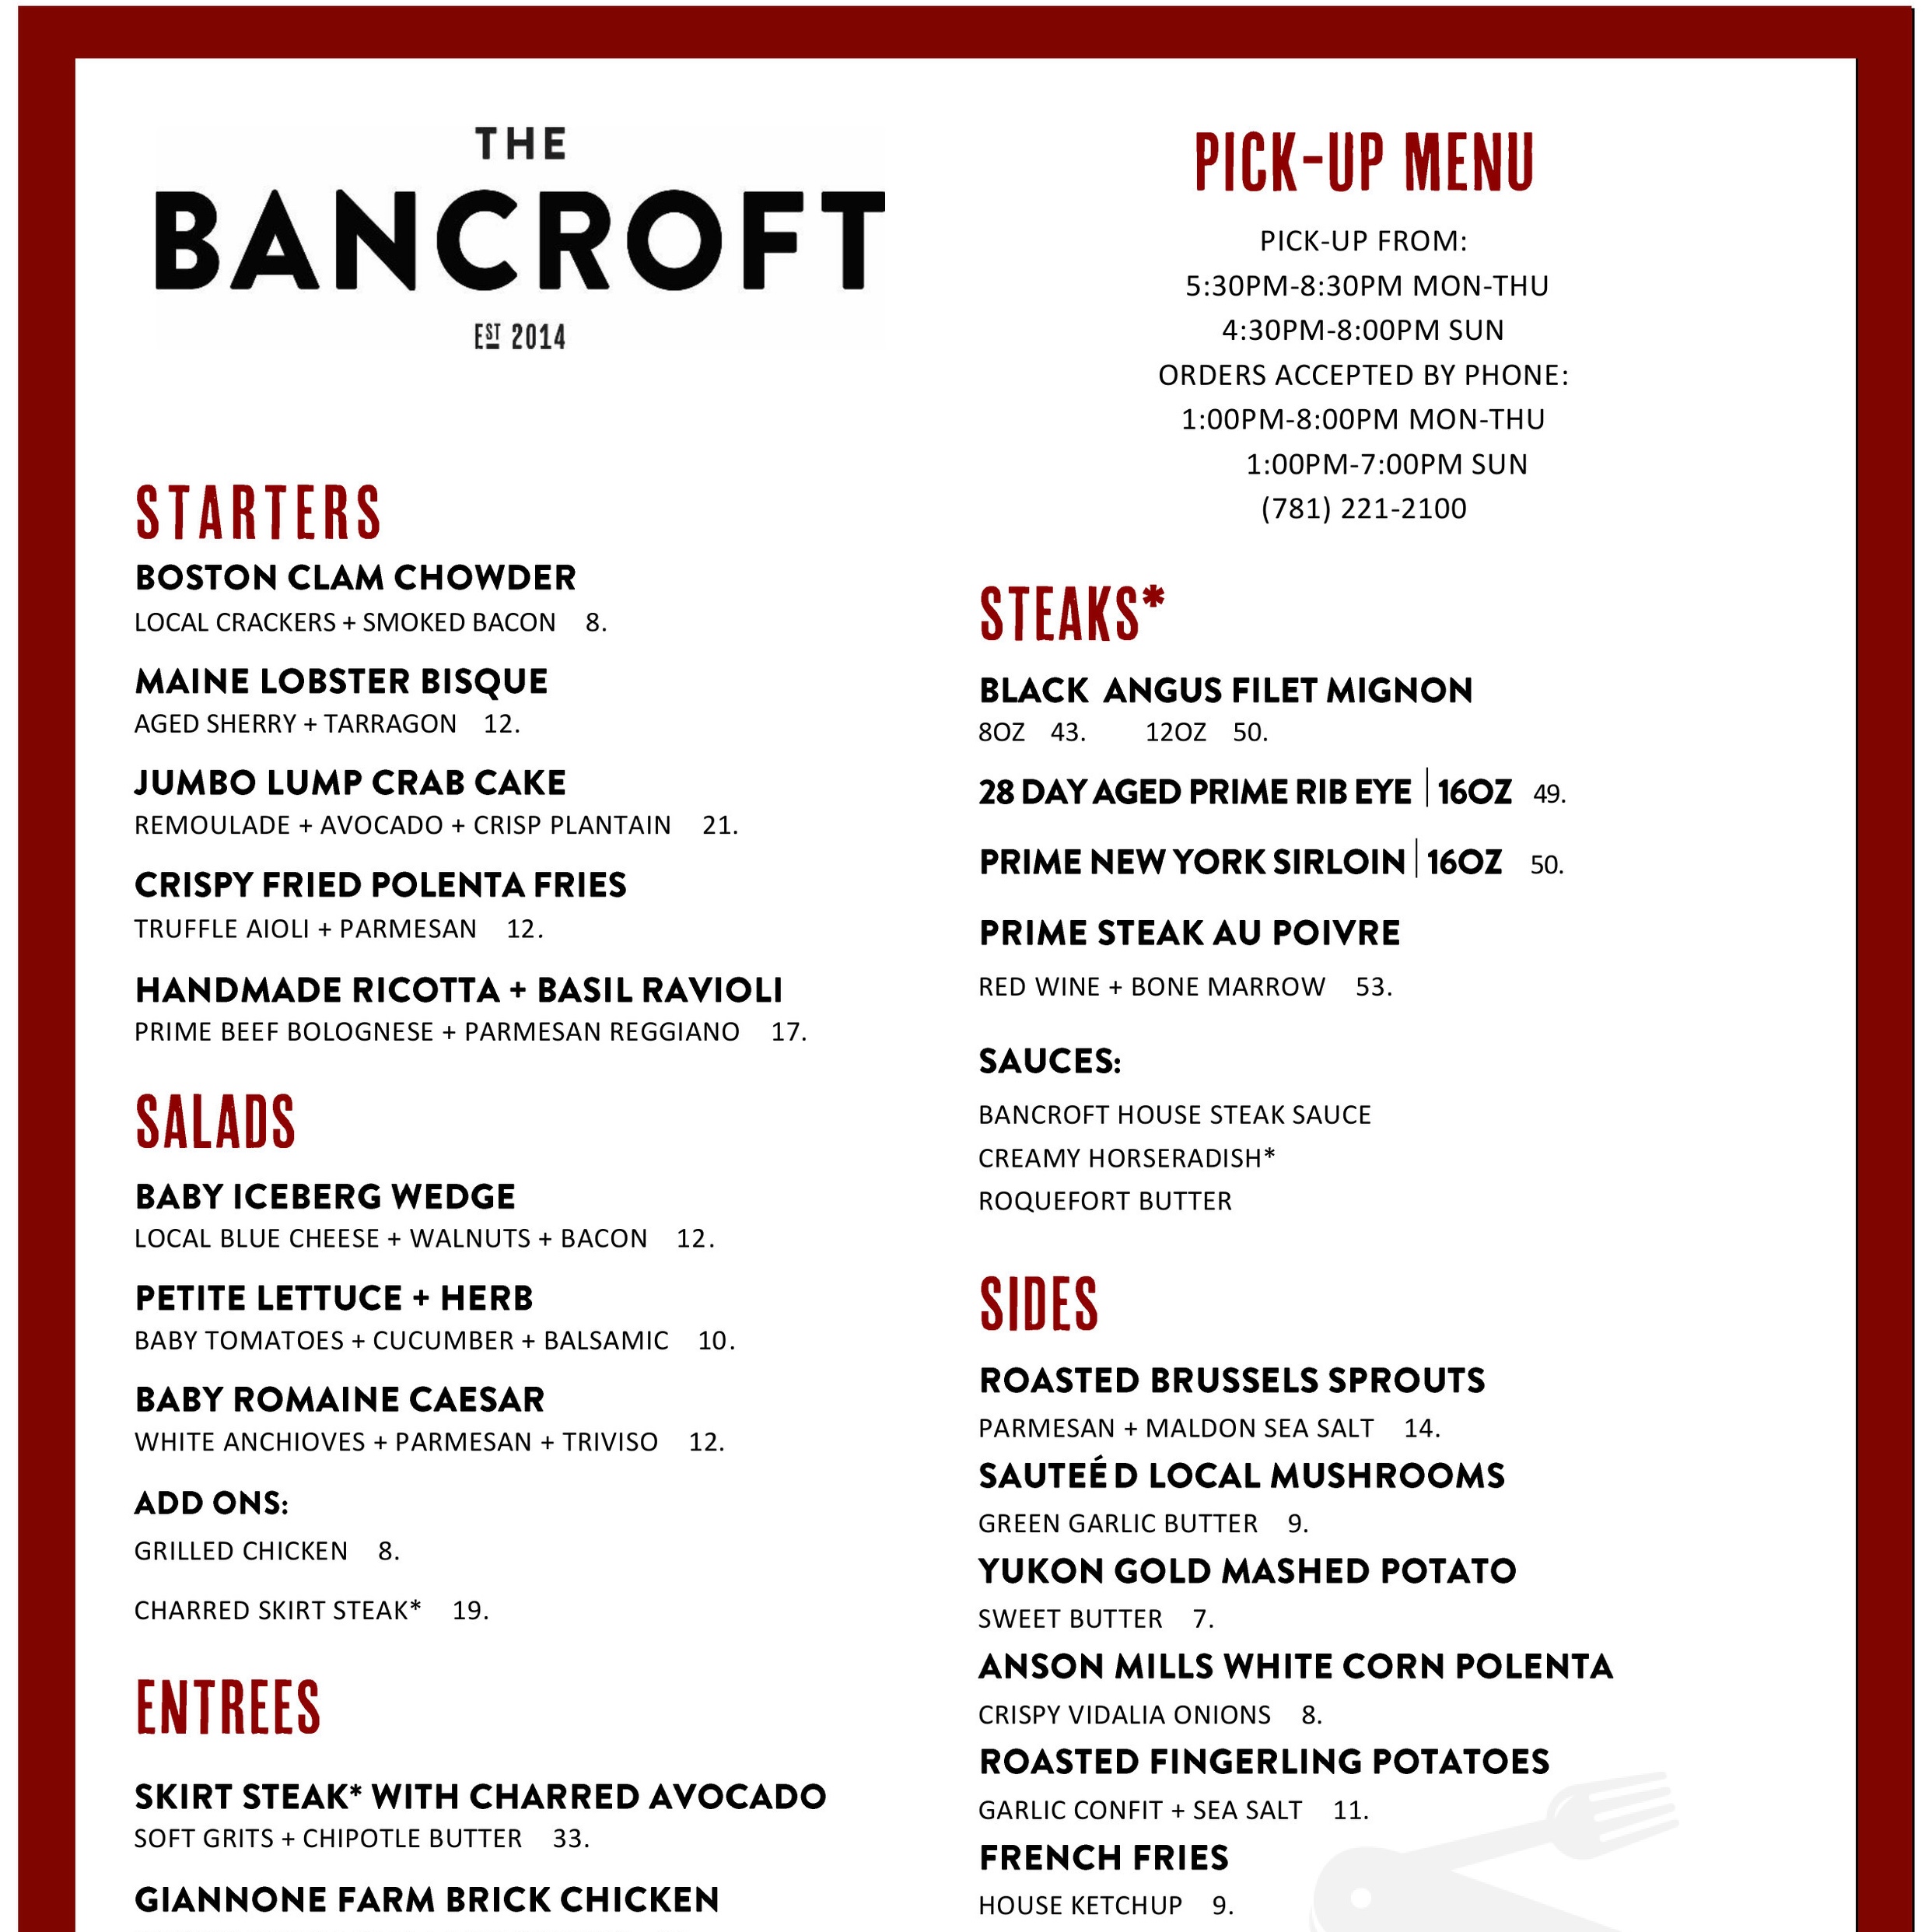 THE
BANCROFT
EST 2014
PICK-UP MENU
PICK-UP FROM:
5:30PM-8:30PM MON-THU
4:30PM-8:00PM SUN
ORDERS ACCEPTED BY PHONE:
1:00PM-8:00PM MON-THU
1:00PM-7:00PM SUN
(781) 221-2100
STARTERS
BOSTON CLAM CHOWDER
LOCAL CRACKERS + SMOKED BACON 8.
MAINE LOBSTER BISQUE
AGED SHERRY + TARRAGON 12.
JUMBO LUMP CRAB CAKE
REMOULADE + AVOCADO + CRISP PLANTAIN 21.
CRISPY FRIED POLENTA FRIES
TRUFFLE AIOLI + PARMESAN 12.
HANDMADE RICOTTA + BASIL RAVIOLI
PRIME BEEF BOLOGNESE + PARMESAN REGGIANO 17.
SALADS
BABY ICEBERG WEDGE
LOCAL BLUE CHEESE + WALNUTS + BACON 12.
PETITE LETTUCE + HERB
BABY TOMATOES + CUCUMBER + BALSAMIC 10.
BABY ROMAINE CAESAR
WHITE ANCHIOVES + PARMESAN + TRIVISO 12.
ADD ONS:
GRILLED CHICKEN 8.
CHARRED SKIRT STEAK* 19.
ENTREES
SKIRT STEAK* WITH CHARRED AVOCADO
SOFT GRITS + CHIPOTLE BUTTER 33.
GIANNONE FARM BRICK CHICKEN
STEAKS*
BLACK ANGUS FILET MIGNON
8OZ 43. 12OZ 50.
28 DAY AGED PRIME RIB EYE | 16OZ 49.
PRIME NEW YORK SIRLOIN | 16OZ 50.
PRIME STEAK AU POIVRE
RED WINE + BONE MARROW 53.
SAUCES:
BANCROFT HOUSE STEAK SAUCE
CREAMY HORSERADISH*
ROQUEFORT BUTTER
SIDES
ROASTED BRUSSELS SPROUTS
PARMESAN + MALDON SEA SALT 14.
SAUTEÉD LOCAL MUSHROOMS
GREEN GARLIC BUTTER 9.
YUKON GOLD MASHED POTATO
SWEET BUTTER 7.
ANSON MILLS WHITE CORN POLENTA
CRISPY VIDALIA ONIONS 8.
ROASTED FINGERLING POTATOES
GARLIC CONFIT + SEA SALT 11.
FRENCH FRIES
HOUSE KETCHUP 9.